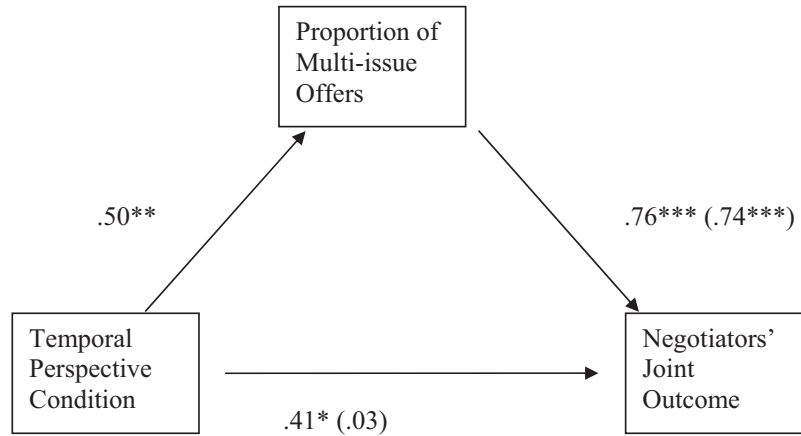 Proportion of
Multi-issue
Offers
.50**
.76*** (.74***)
Temporal
Perspective
Condition
Negotiators’
Joint
Outcome
.41* (.03)